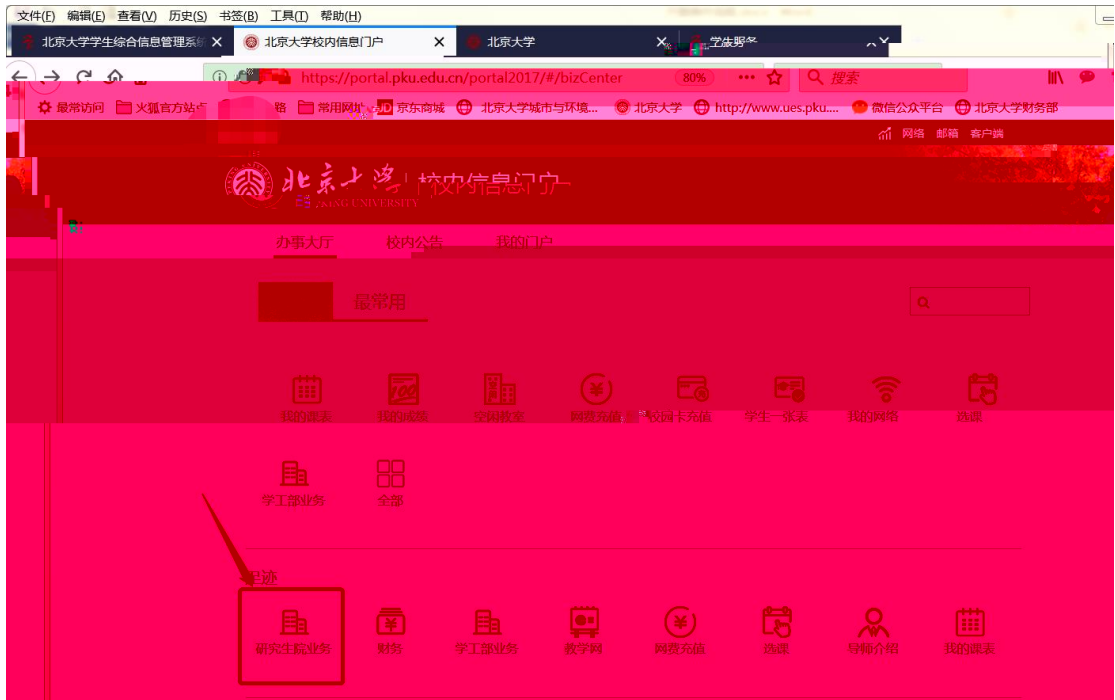 文件(F) 编辑(E) 查看(V) 历史(S) 书签(B) 工具(T) 帮助(H)
北京大学学生综合信息管理系统 北京大学校内信息门户 北京大学
https://portal.pku.edu.cn/portal2017/#/bizCenter 80% 搜索
最常访问 火狐官方站点 常用网址 JD 京东商城 北京大学城市与环境... 北京大学 http://www.ues.pku.... 微信公众平台 北京大学财务部
网络 邮箱 客户端
北京大学 校内信息门户
UNIVERSITY
办事大厅 校内公告 我的门户
最常用
我的课表 我的成绩 空闲教室 网费充值 校园卡充值 学生一张表 我的网络 选课
学工部业务 全部
足迹
研究生院业务 财务 学工部业务 教学网 网费充值 选课 导师介绍 我的课表